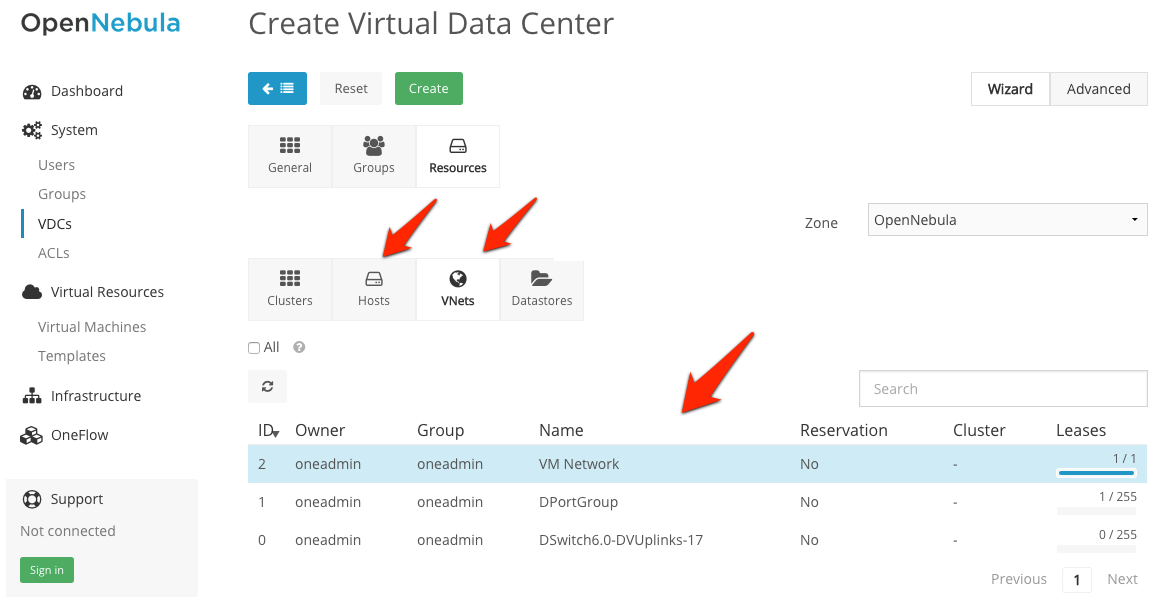 OpenNebula
Create Virtual Data Center
Reset
Create
Wizard
Advanced
Dashboard
System
Users
Groups
VDCs
ACLs
Virtual Resources
Virtual Machines
Templates
Infrastructure
OneFlow
Support
Not connected
Sign in
General
Groups
Resources
Zone
OpenNebula
Clusters
Hosts
VNets
Datastores
All
Search
ID Owner Group Name Reservation Cluster Leases
2 oneadmin oneadmin VM Network No - 1 / 1
1 oneadmin oneadmin DPortGroup No - 1 / 255
0 oneadmin oneadmin DSwitch6.0-DVUplinks-17 No - 0 / 255
Previous 1 Next